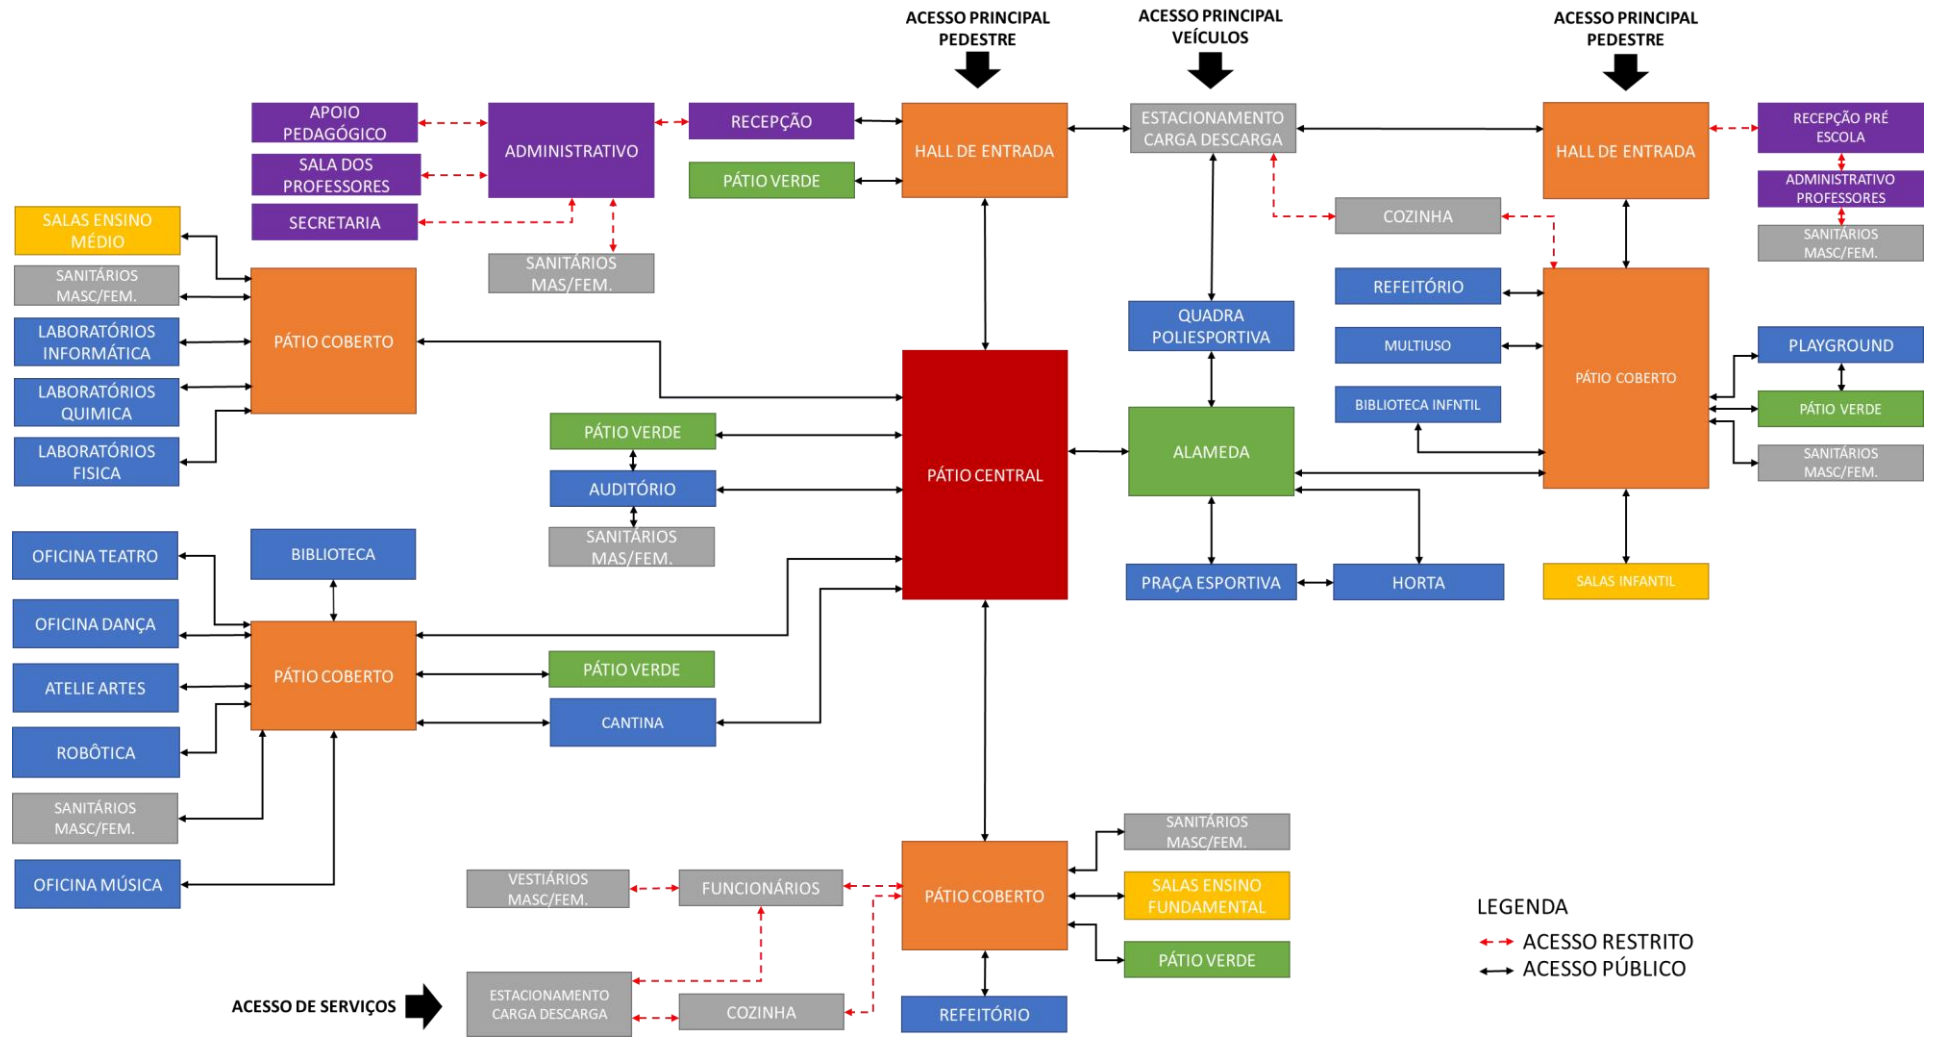 ACESSO PRINCIPAL
PEDESTRE
ACESSO PRINCIPAL
VEÍCULOS
ACESSO PRINCIPAL
PEDESTRE
APOIO
PEDAGÓGICO
ADMINISTRATIVO
RECEPÇÃO
HALL DE ENTRADA
ESTACIONAMENTO
CARGA DESCARGA
HALL DE ENTRADA
RECEPÇÃO PRÉ
ESCOLA
SALA DOS
PROFESSORES
PÁTIO VERDE
ADMINISTRATIVO
PROFESSORES
SECRETARIA
COZINHA
SALAS ENSINO
MÉDIO
SANITÁRIOS
MASC/FEM.
SANITÁRIOS
MAS/FEM.
SANITÁRIOS
MASC/FEM.
REFEITÓRIO
LABORATÓRIOS
INFORMÁTICA
PÁTIO COBERTO
QUADRA
POLIESPORTIVA
MULTIUSO
PLAYGROUND
PÁTIO COBERTO
LABORATÓRIOS
QUIMICA
BIBLIOTECA INFNTIL
PÁTIO VERDE
PÁTIO VERDE
LABORATÓRIOS
FISICA
ALAMEDA
SANITÁRIOS
MASC/FEM.
AUDITÓRIO
PÁTIO CENTRAL
SANITÁRIOS
MAS/FEM.
OFICINA TEATRO
BIBLIOTECA
PRAÇA ESPORTIVA
HORTA
SALAS INFANTIL
OFICINA DANÇA
PÁTIO COBERTO
PÁTIO VERDE
ATELIE ARTES
CANTINA
ROBÔTICA
SANITÁRIOS
MASC/FEM.
SANITÁRIOS
MASC/FEM.
OFICINA MÚSICA
VESTIÁRIOS
MASC/FEM.
FUNCIONÁRIOS
PÁTIO COBERTO
SALAS ENSINO
FUNDAMENTAL
PÁTIO VERDE
ACESSO DE SERVIÇOS
ESTACIONAMENTO
CARGA DESCARGA
COZINHA
REFEITÓRIO
LEGENDA
ACESSO RESTRITO
ACESSO PÚBLICO